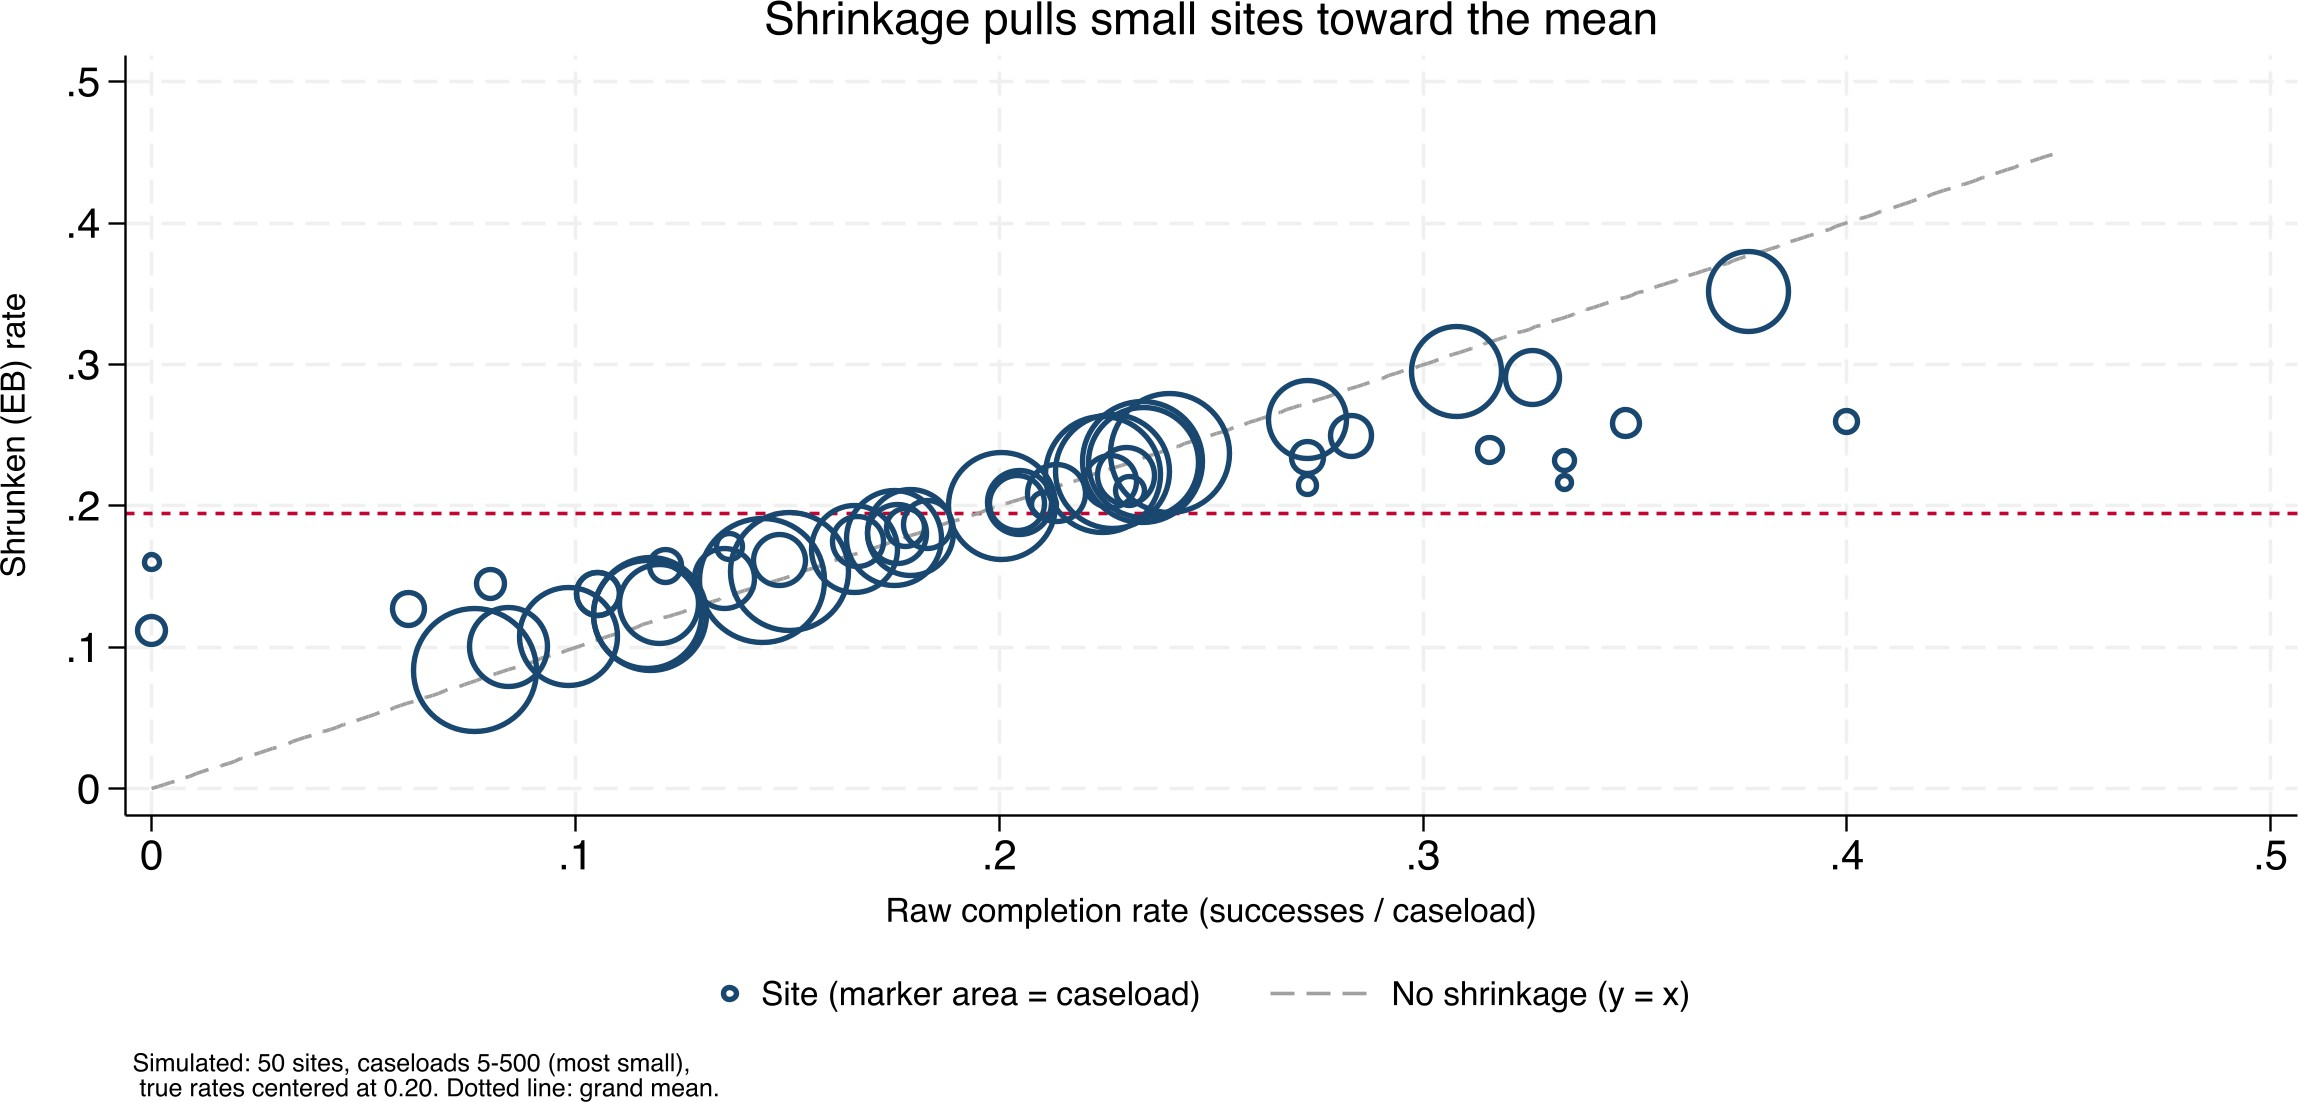 Shrinkage pulls small sites toward the mean
Shrunken (EB) rate
.5
.4
.3
.2
.1
0
0
.1
.2
.3
.4
.5
Raw completion rate (successes / caseload)
Site (marker area = caseload)
No shrinkage (y = x)
Simulated: 50 sites, caseloads 5-500 (most small),
true rates centered at 0.20. Dotted line: grand mean.